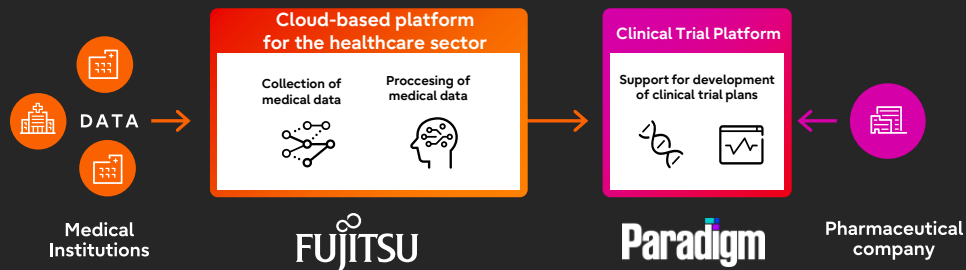 Cloud-based platform
for the healthcare sector
Collection of
medical data
Proccesing of
medical data
Clinical Trial Platform
Support for development
of clinical trial plans
DATA
Medical
Institutions
FUJITSU
Paradigm
Pharmaceutical
company